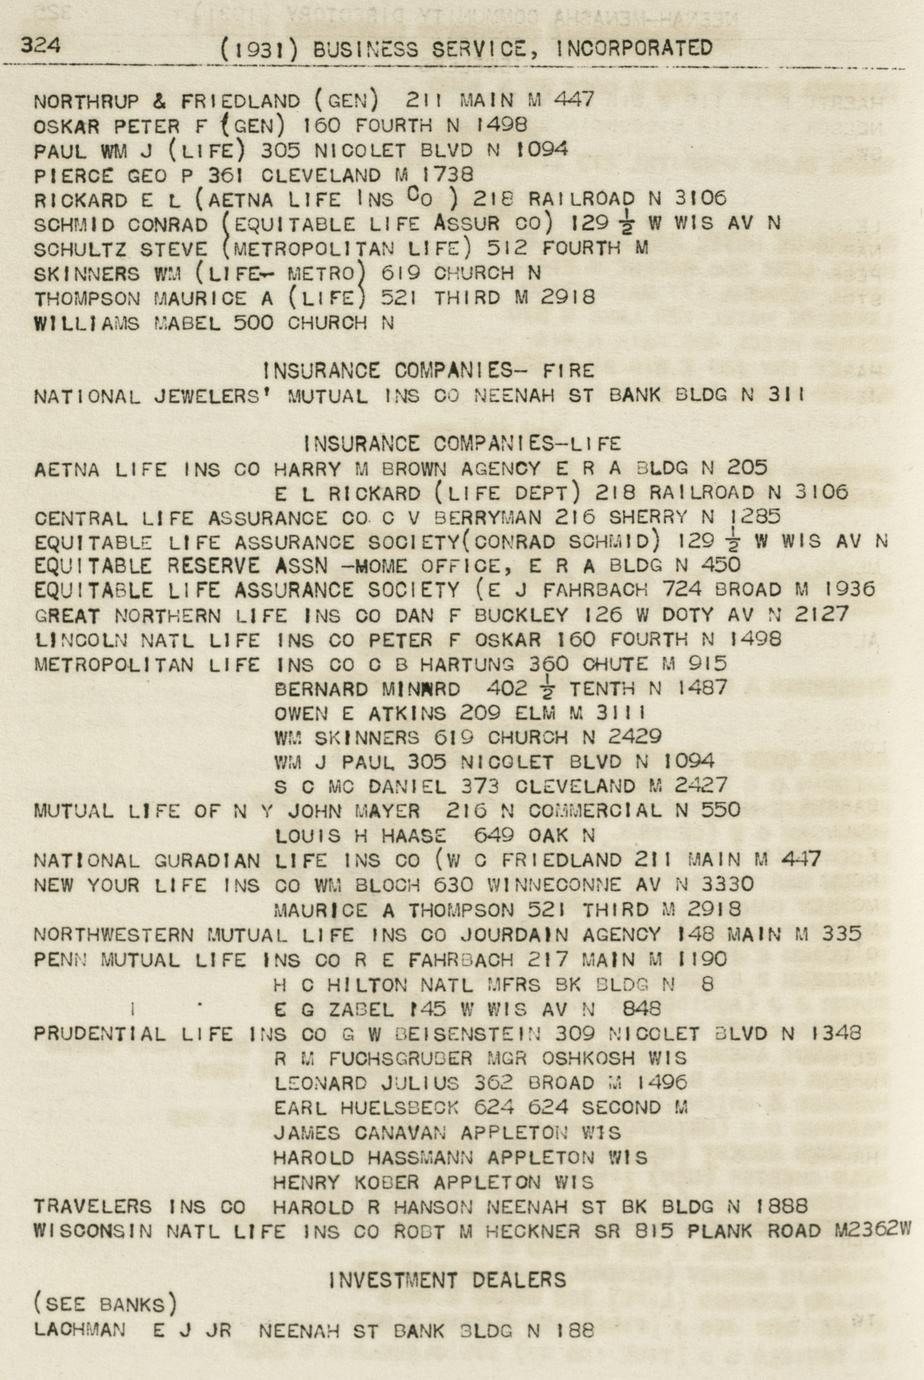 324 (1931) BUSINESS SERVICE, INCORPORATED
NORTHRUP & FRIEDLAND (GEN) 211 MAIN M 447
OSKAR PETER F (GEN) 160 FOURTH N 1498
PAUL WM J (LIFE) 305 NICOLET BLVD N 1094
PIERCE GEO P 361 CLEVELAND M 1738
RICKARD E L (AETNA LIFE INS CO ) 218 RAILROAD N 3106
SCHMID CONRAD (EQUITABLE LIFE ASSUR CO) 129 ½ W WIS AV N
SCHULTZ STEVE (METROPOLITAN LIFE) 512 FOURTH M
SKINNERS WM (LIFE- METRO) 619 CHURCH N
THOMPSON MAURICE A (LIFE) 521 THIRD M 2918
WILLIAMS MABEL 500 CHURCH N
INSURANCE COMPANIES- FIRE
NATIONAL JEWELERS' MUTUAL INS CO NEENAH ST BANK BLDG N 311
INSURANCE COMPANIES-LIFE
AETNA LIFE INS CO HARRY M BROWN AGENCY E R A BLDG N 205
E L RICKARD (LIFE DEPT) 218 RAILROAD N 3106
CENTRAL LIFE ASSURANCE CO C V BERRYMAN 216 SHERRY N 1285
EQUITABLE LIFE ASSURANCE SOCIETY(CONRAD SCHMID) 129 ½ W WIS AV N
EQUITABLE RESERVE ASSN -MOME OFFICE, E R A BLDG N 450
EQUITABLE LIFE ASSURANCE SOCIETY (E J FAHRBACH 724 BROAD M 1936
GREAT NORTHERN LIFE INS CO DAN F BUCKLEY 126 W DOTY AV N 2127
LINCOLN NATL LIFE INS CO PETER F OSKAR 160 FOURTH N 1498
METROPOLITAN LIFE INS CO C B HARTUNG 360 CHUTE M 915
BERNARD MINARD 402 ½ TENTH N 1487
OWEN E ATKINS 209 ELM M 3111
WM SKINNERS 619 CHURCH N 2429
WM J PAUL 305 NICOLET BLVD N 1094
S C MC DANIEL 373 CLEVELAND M 2427
MUTUAL LIFE OF N Y JOHN MAYER 216 N COMMERCIAL N 550
LOUIS H HAASE 649 OAK N
NATIONAL GURADIAN LIFE INS CO (W C FRIEDLAND 211 MAIN M 447
NEW YOUR LIFE INS CO WM BLOCH 630 WINNECONNE AV N 3330
MAURICE A THOMPSON 521 THIRD M 2918
NORTHWESTERN MUTUAL LIFE INS CO JOURDAIN AGENCY 148 MAIN M 335
PENN MUTUAL LIFE INS CO R E FAHRBACH 217 MAIN M 1190
H C HILTON NATL MFRS BK BLDG N 8
E G ZABEL 145 W WIS AV N 848
PRUDENTIAL LIFE INS CO G W BEISENSTEIN 309 NICOLET BLVD N 1348
R M FUCHSGRUBER MGR OSHKOSH WIS
LEONARD JULIUS 362 BROAD M 1496
EARL HUELSBECK 624 624 SECOND M
JAMES CANAVAN APPLETON WIS
HAROLD HASSMANN APPLETON WIS
HENRY KOBER APPLETON WIS
TRAVELERS INS CO HAROLD R HANSON NEENAH ST BK BLDG N 1888
WISCONSIN NATL LIFE INS CO ROBT M HECKNER SR 815 PLANK ROAD M2362W
INVESTMENT DEALERS
(SEE BANKS)
LACHMAN E J JR NEENAH ST BANK BLDG N 188